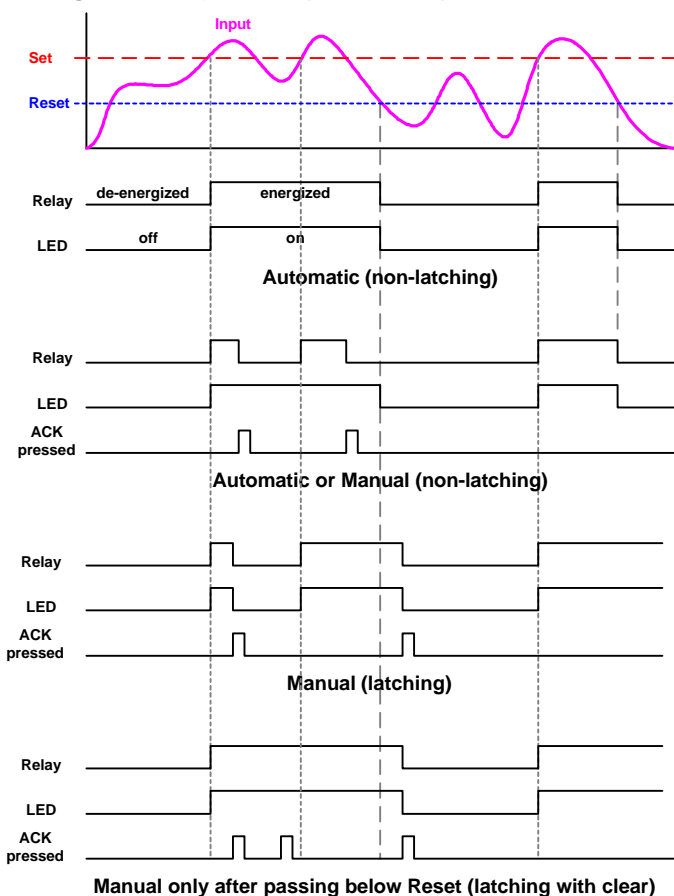 Input
Set
Reset
de-energized energized
Relay
off on
LED
Automatic (non-latching)
Relay
LED
ACK
pressed
Automatic or Manual (non-latching)
Relay
LED
ACK
pressed
Manual (latching)
Relay
LED
ACK
pressed
Manual only after passing below Reset (latching with clear)